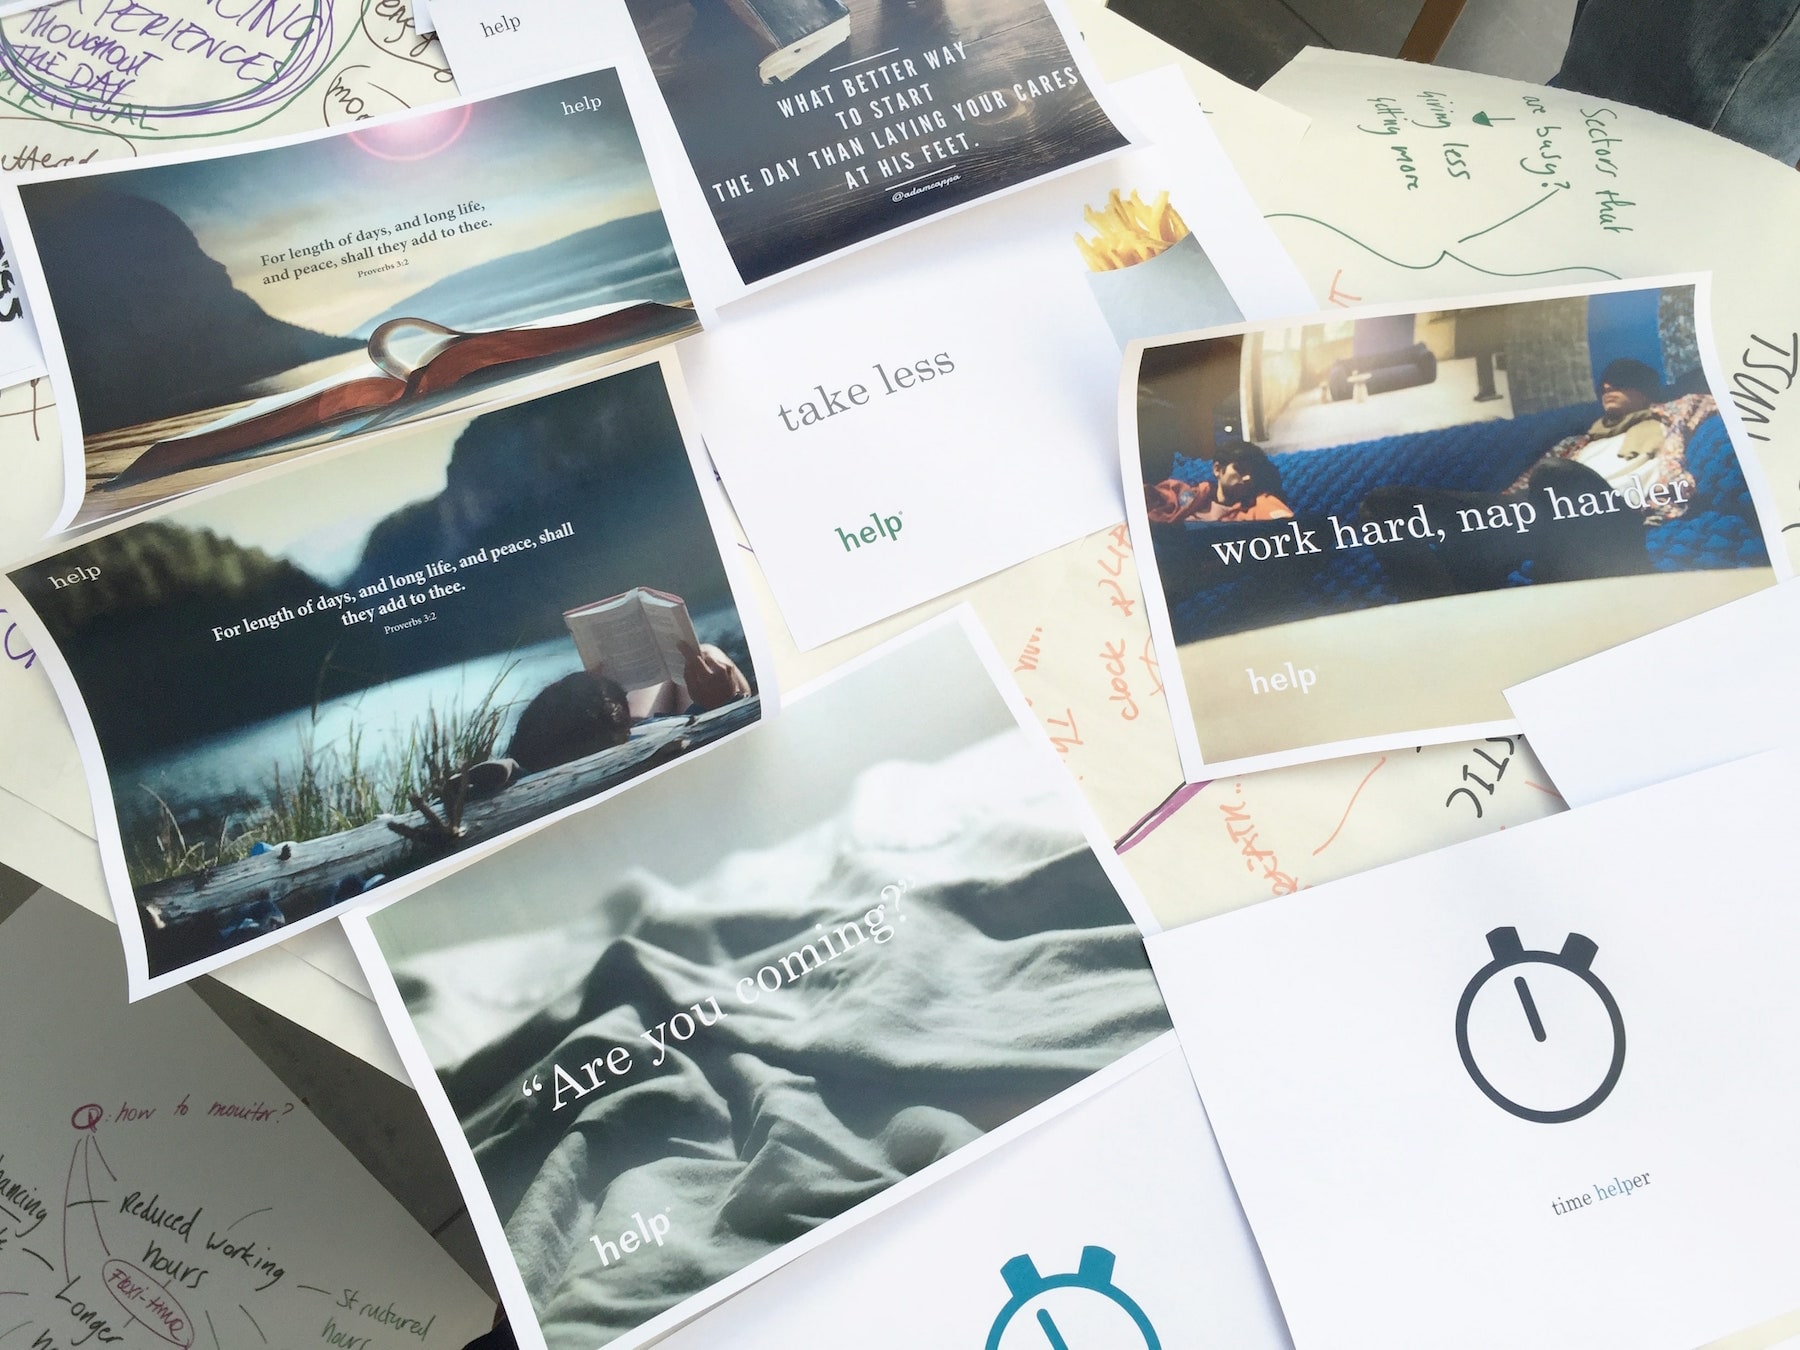 EXPERIENCES
THOUGHOUT
THE DAY
help
WHAT BETTER WAY
TO START
THE DAY THAN LAYING YOUR CARES
AT HIS FEET.
@adamcappa
Sectors that
are busy?
Giving less
Getting more
help
For length of days, and long life,
and peace, shall they add to thee.
Proverbs 3:2
take less
help
work hard, nap harder
help
help
For length of days, and long life, and peace, shall
they add to thee.
Proverbs 3:2
clock
"Are you coming?"
help
time helper
Q: how to monitor?
Reduced working
hours
Flexi-time
Longer
Structured
hours